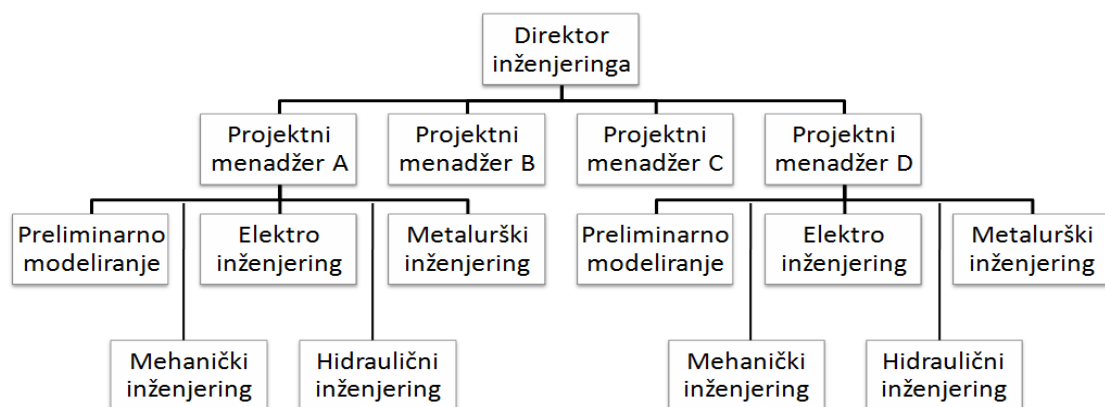 Direktor
inženjeringa
Projektni
menadžer A
Projektni
menadžer B
Projektni
menadžer C
Projektni
menadžer D
Preliminarno
modeliranje
Elektro
inženjering
Metalurški
inženjering
Preliminarno
modeliranje
Elektro
inženjering
Metalurški
inženjering
Mehanički
inženjering
Hidraulični
inženjering
Mehanički
inženjering
Hidraulični
inženjering